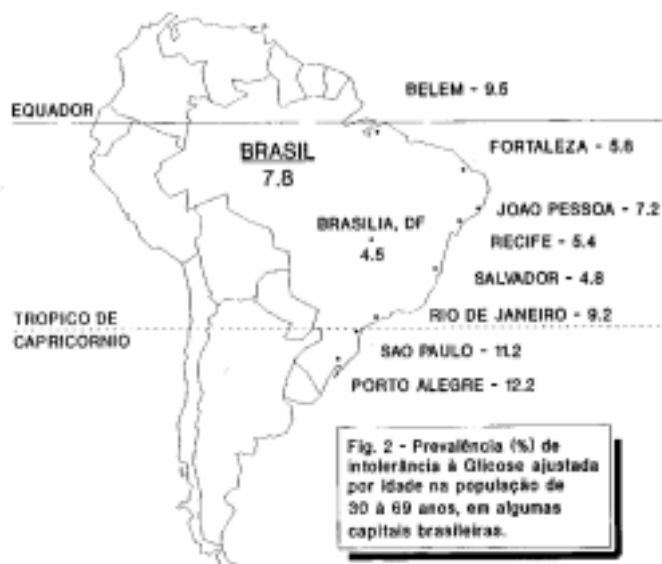 BELEM - 9.5
EQUADOR
BRASIL
7.8
FORTALEZA - 5.8
JOAO PESSOA - 7.2
BRASILIA, DF
4.5
RECIFE - 5.4
SALVADOR - 4.8
RIO DE JANEIRO - 9.2
TROPICO DE
CAPRICORNIO
SAO PAULO - 11.2
PORTO ALEGRE - 12.2
Fig. 2 - Prevalência (%) de
intolerância à Glicose ajustada
por idade na população de
30 à 69 anos, em algumas
capitais brasileiras.